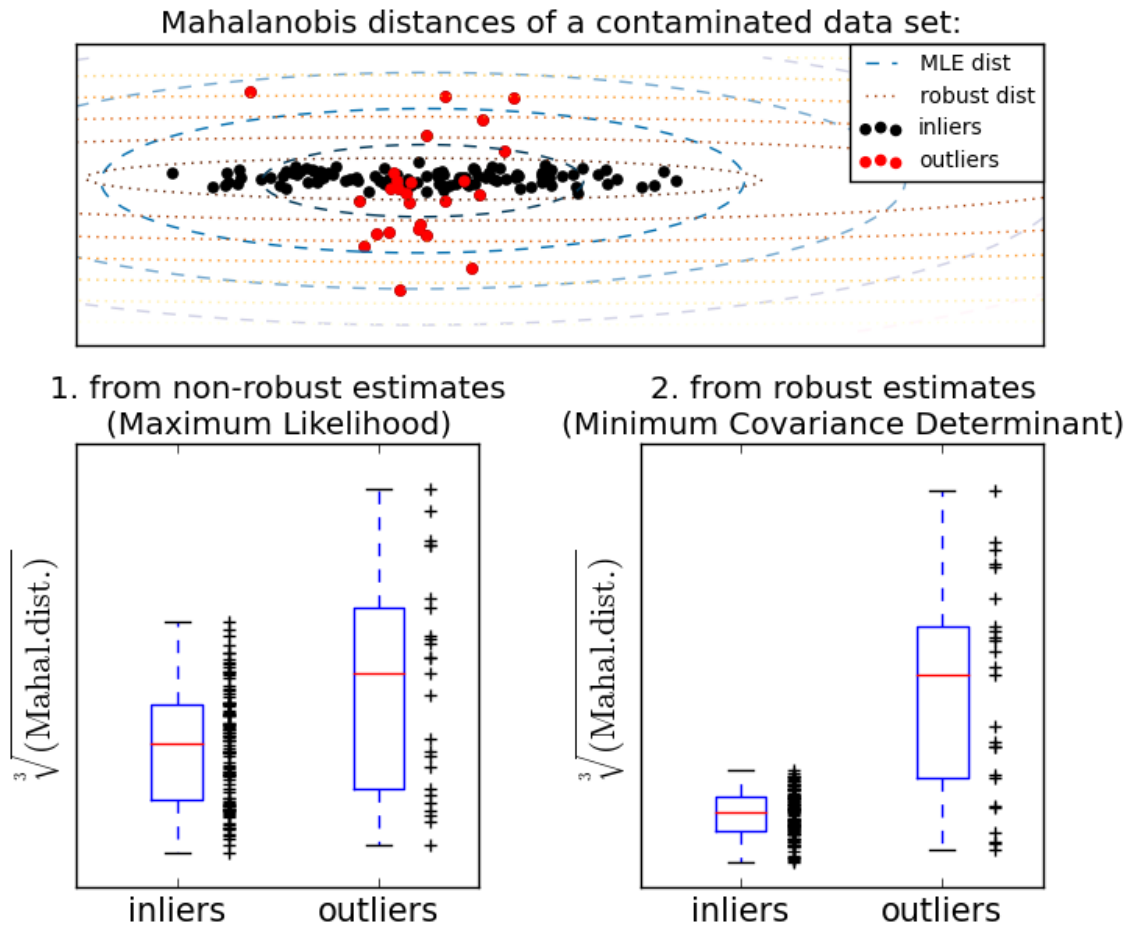 Mahalanobis distances of a contaminated data set:
MLE dist
robust dist
inliers
outliers
1. from non-robust estimates
(Maximum Likelihood)
∛(Mahal.dist.)
inliers
outliers
2. from robust estimates
(Minimum Covariance Determinant)
∛(Mahal.dist.)
inliers
outliers